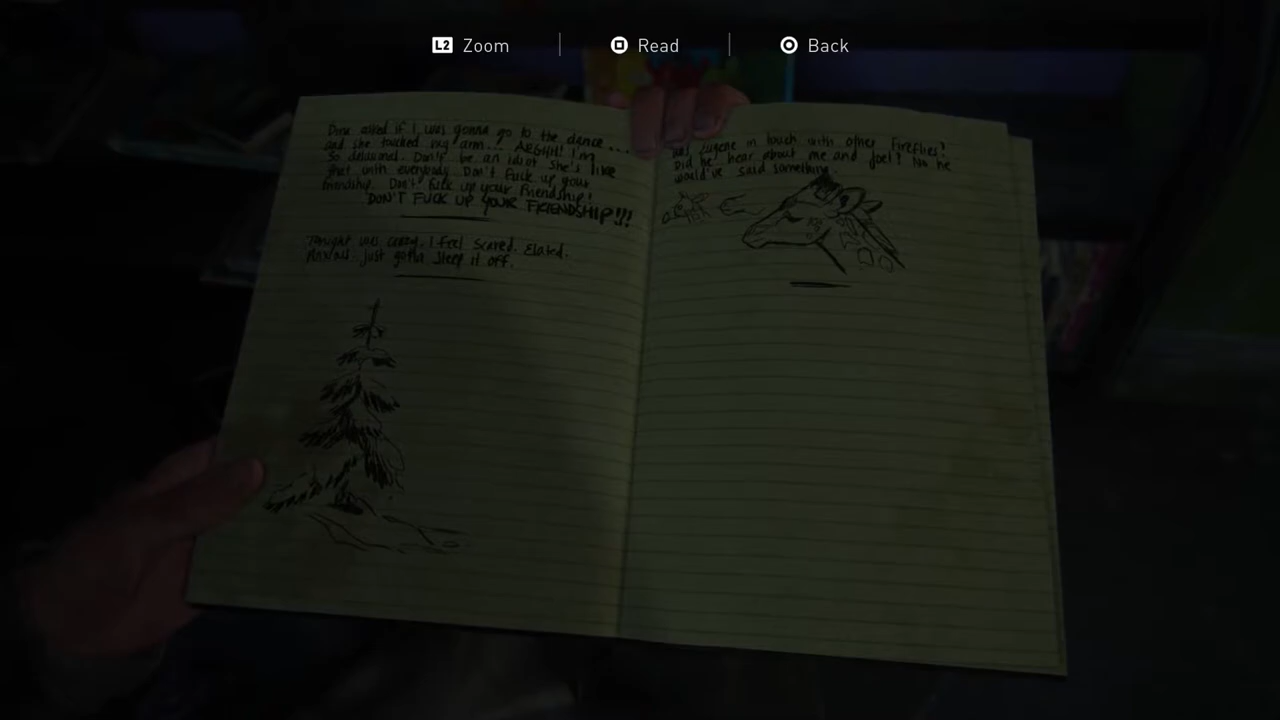 L2 Zoom
Read
Back
Dina asked if I was gonna go to the dance...
and she touched my arm... ARGHH! I'm
so delusional. Don't be an idiot she's like
that with everybody. Don't fuck up your
friendship. Don't fuck up your friendship!
DON'T FUCK UP YOUR FRIENDSHIP!!!
Tonight was crazy. I feel scared. Elated.
Anxious. just gonna sleep it off.
Was Eugene in touch with other Fireflies?
Did he hear about me and Joel? No he
would've said something.